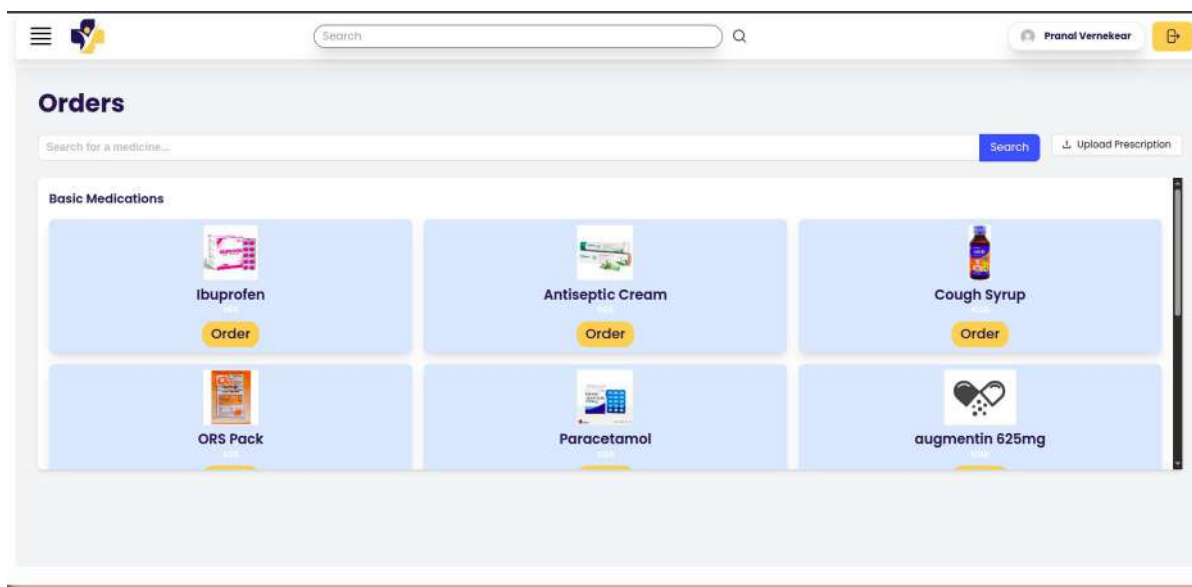 Search
Pranal Vernekear
Orders
Search for a medicine...
Search
Upload Prescription
Basic Medications
Ibuprofen
Antiseptic Cream
Cough Syrup
Order
Order
Order
ORS Pack
Paracetamol
augmentin 625mg